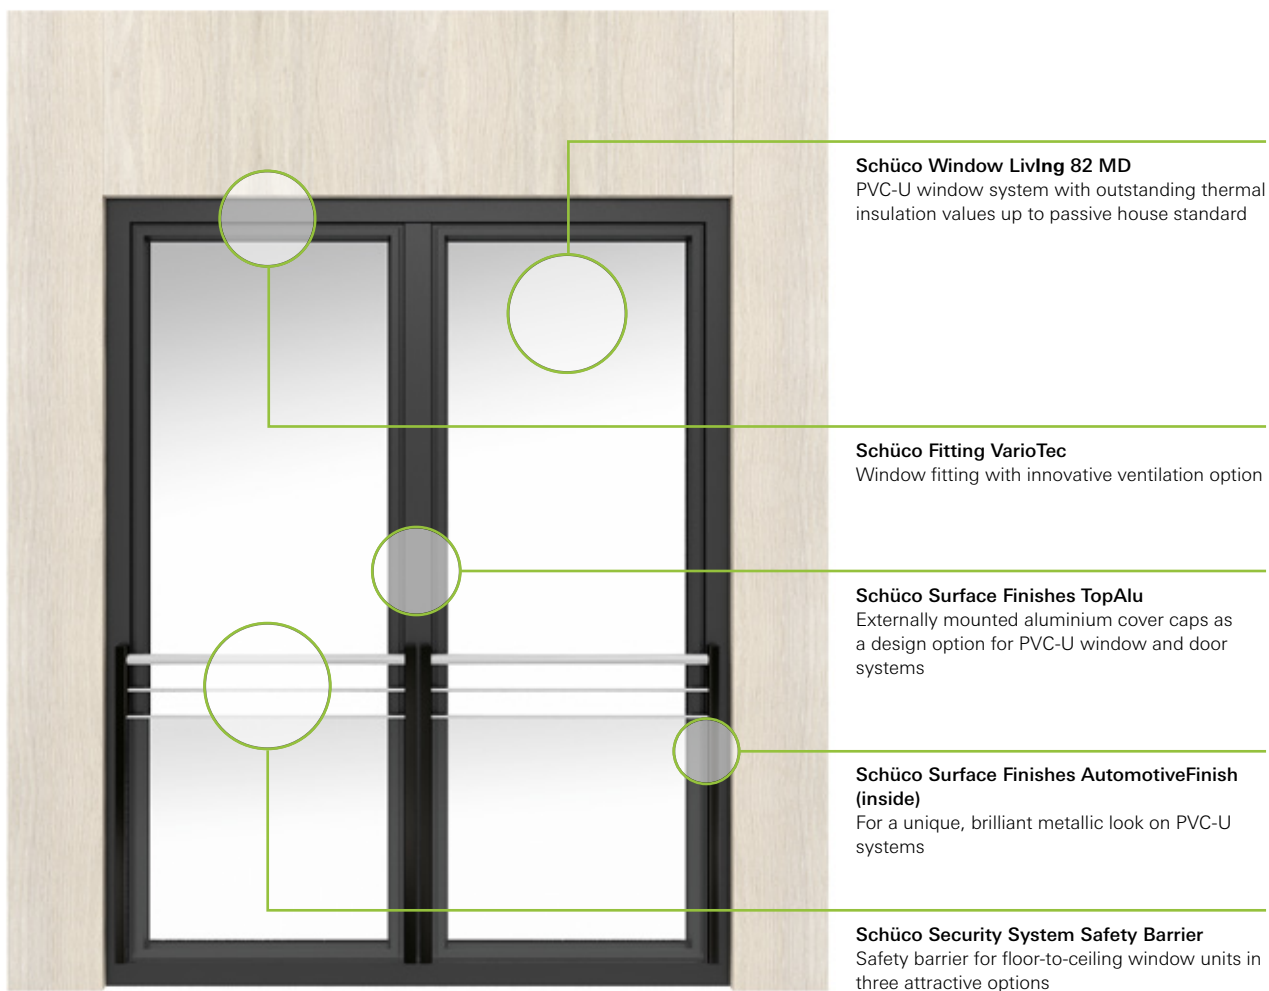 Schüco Window LivIng 82 MD
PVC-U window system with outstanding thermal
insulation values up to passive house standard
Schüco Fitting VarioTec
Window fitting with innovative ventilation option
Schüco Surface Finishes TopAlu
Externally mounted aluminium cover caps as
a design option for PVC-U window and door
systems
Schüco Surface Finishes AutomotiveFinish
(inside)
For a unique, brilliant metallic look on PVC-U
systems
Schüco Security System Safety Barrier
Safety barrier for floor-to-ceiling window units in
three attractive options